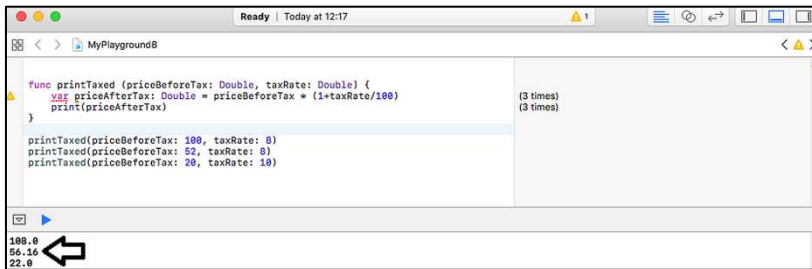 Ready | Today at 12:17
1
MyPlayground8
func printTaxed (priceBeforeTax: Double, taxRate: Double) {
var priceAfterTax: Double = priceBeforeTax * (1+taxRate/100)
(3 times)
print(priceAfterTax)
(3 times)
}
printTaxed(priceBeforeTax: 100, taxRate: 8)
printTaxed(priceBeforeTax: 52, taxRate: 8)
printTaxed(priceBeforeTax: 20, taxRate: 10)
108.0
56.16
22.0